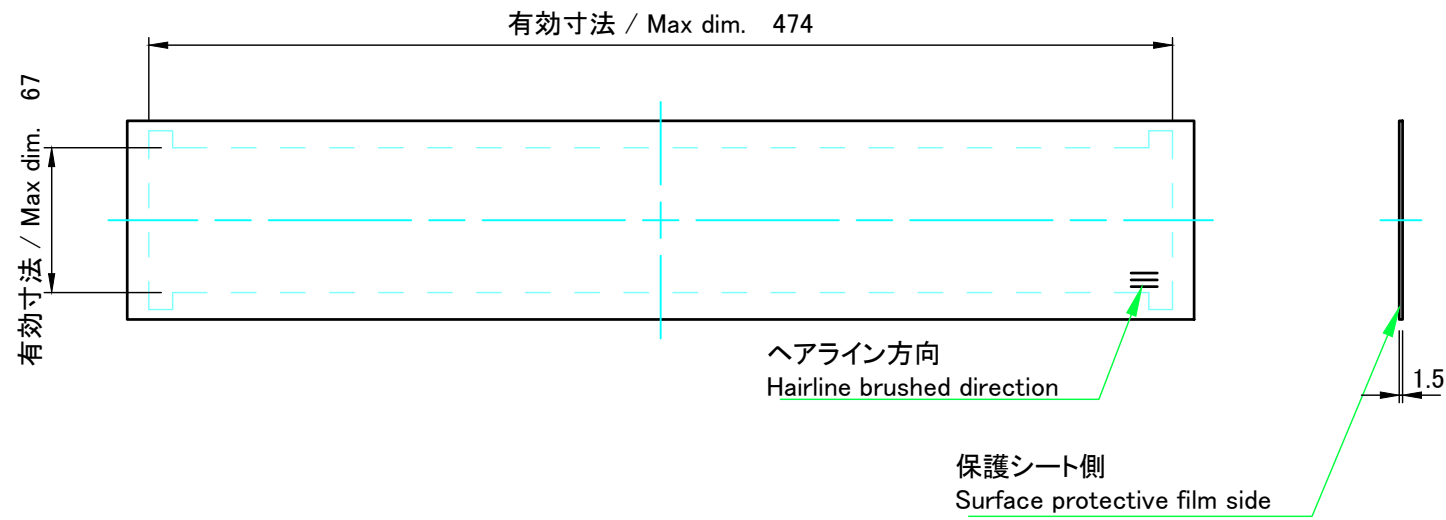 有効寸法 / Max dim. 474
有効寸法 / Max dim. 67
ヘアライン方向
Hairline brushed direction
1.5
保護シート側
Surface protective film side